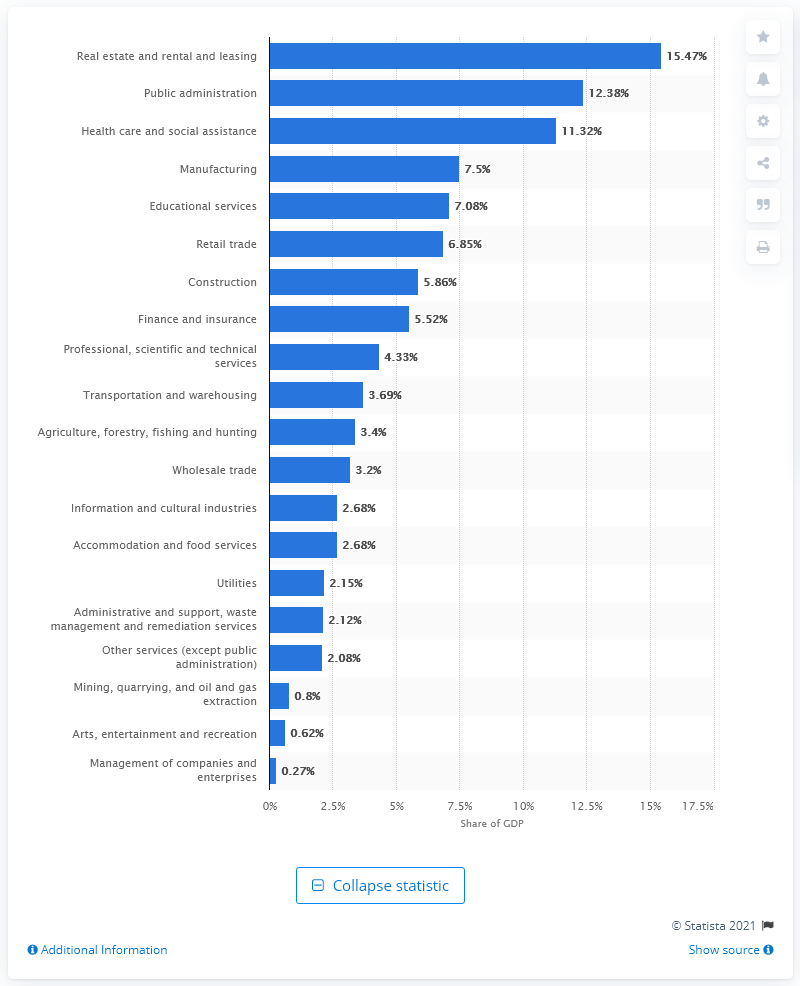 Real estate and rental and leasing 15.47%
Public administration 12.38%
Health care and social assistance 11.32%
Manufacturing 7.5%
Educational services 7.08%
Retail trade 6.85%
Construction 5.86%
Finance and insurance 5.52%
Professional, scientific and technical
services 4.33%
Transportation and warehousing 3.69%
Agriculture, forestry, fishing and hunting 3.4%
Wholesale trade 3.2%
Information and cultural industries 2.68%
Accommodation and food services 2.68%
Utilities 2.15%
Administrative and support, waste
management and remediation services 2.12%
Other services (except public
administration) 2.08%
Mining, quarrying, and oil and gas
extraction 0.8%
Arts, entertainment and recreation 0.62%
Management of companies and
enterprises 0.27%
0% 2.5% 5% 7.5% 10% 12.5% 15% 17.5%
Share of GDP
Collapse statistic
© Statista 2021
Additional Information Show source